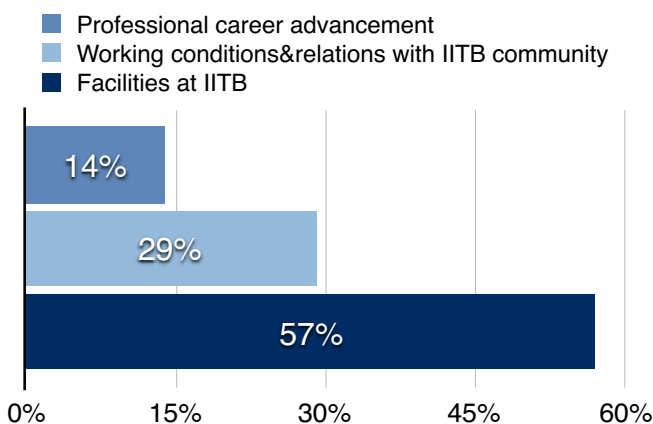 Professional career advancement
Working conditions&relations with IITB community
Facilities at IITB
14%
29%
57%
0% 15% 30% 45% 60%